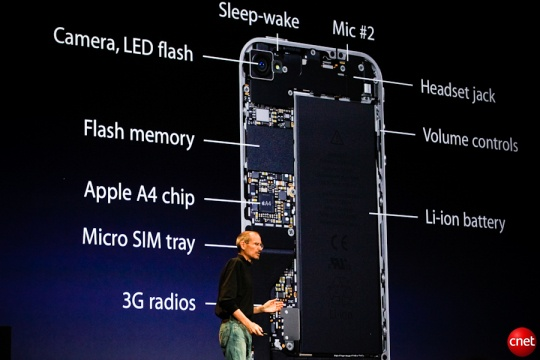 Sleep-wake
Mic #2
Camera, LED flash
Headset jack
Flash memory
Volume controls
Apple A4 chip
A4
Li-ion battery
Micro SIM tray
3G radios
cnet